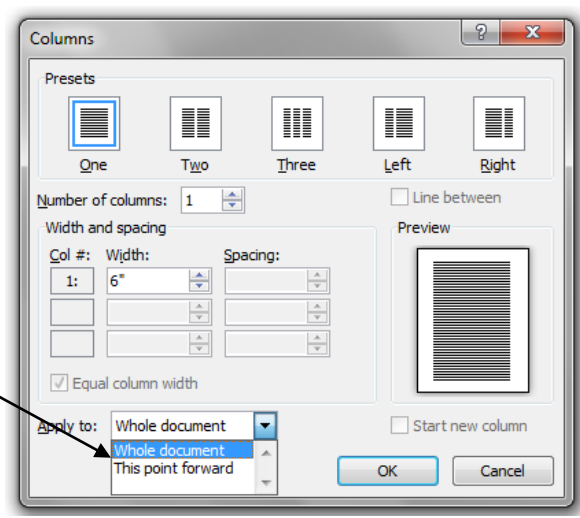 Columns
Presets
One Two Three Left Right
Number of columns: 1 Line between
Width and spacing Preview
Col #: Width: Spacing:
1: 6"
Equal column width
Apply to: Whole document Start new column
Whole document
This point forward
OK Cancel